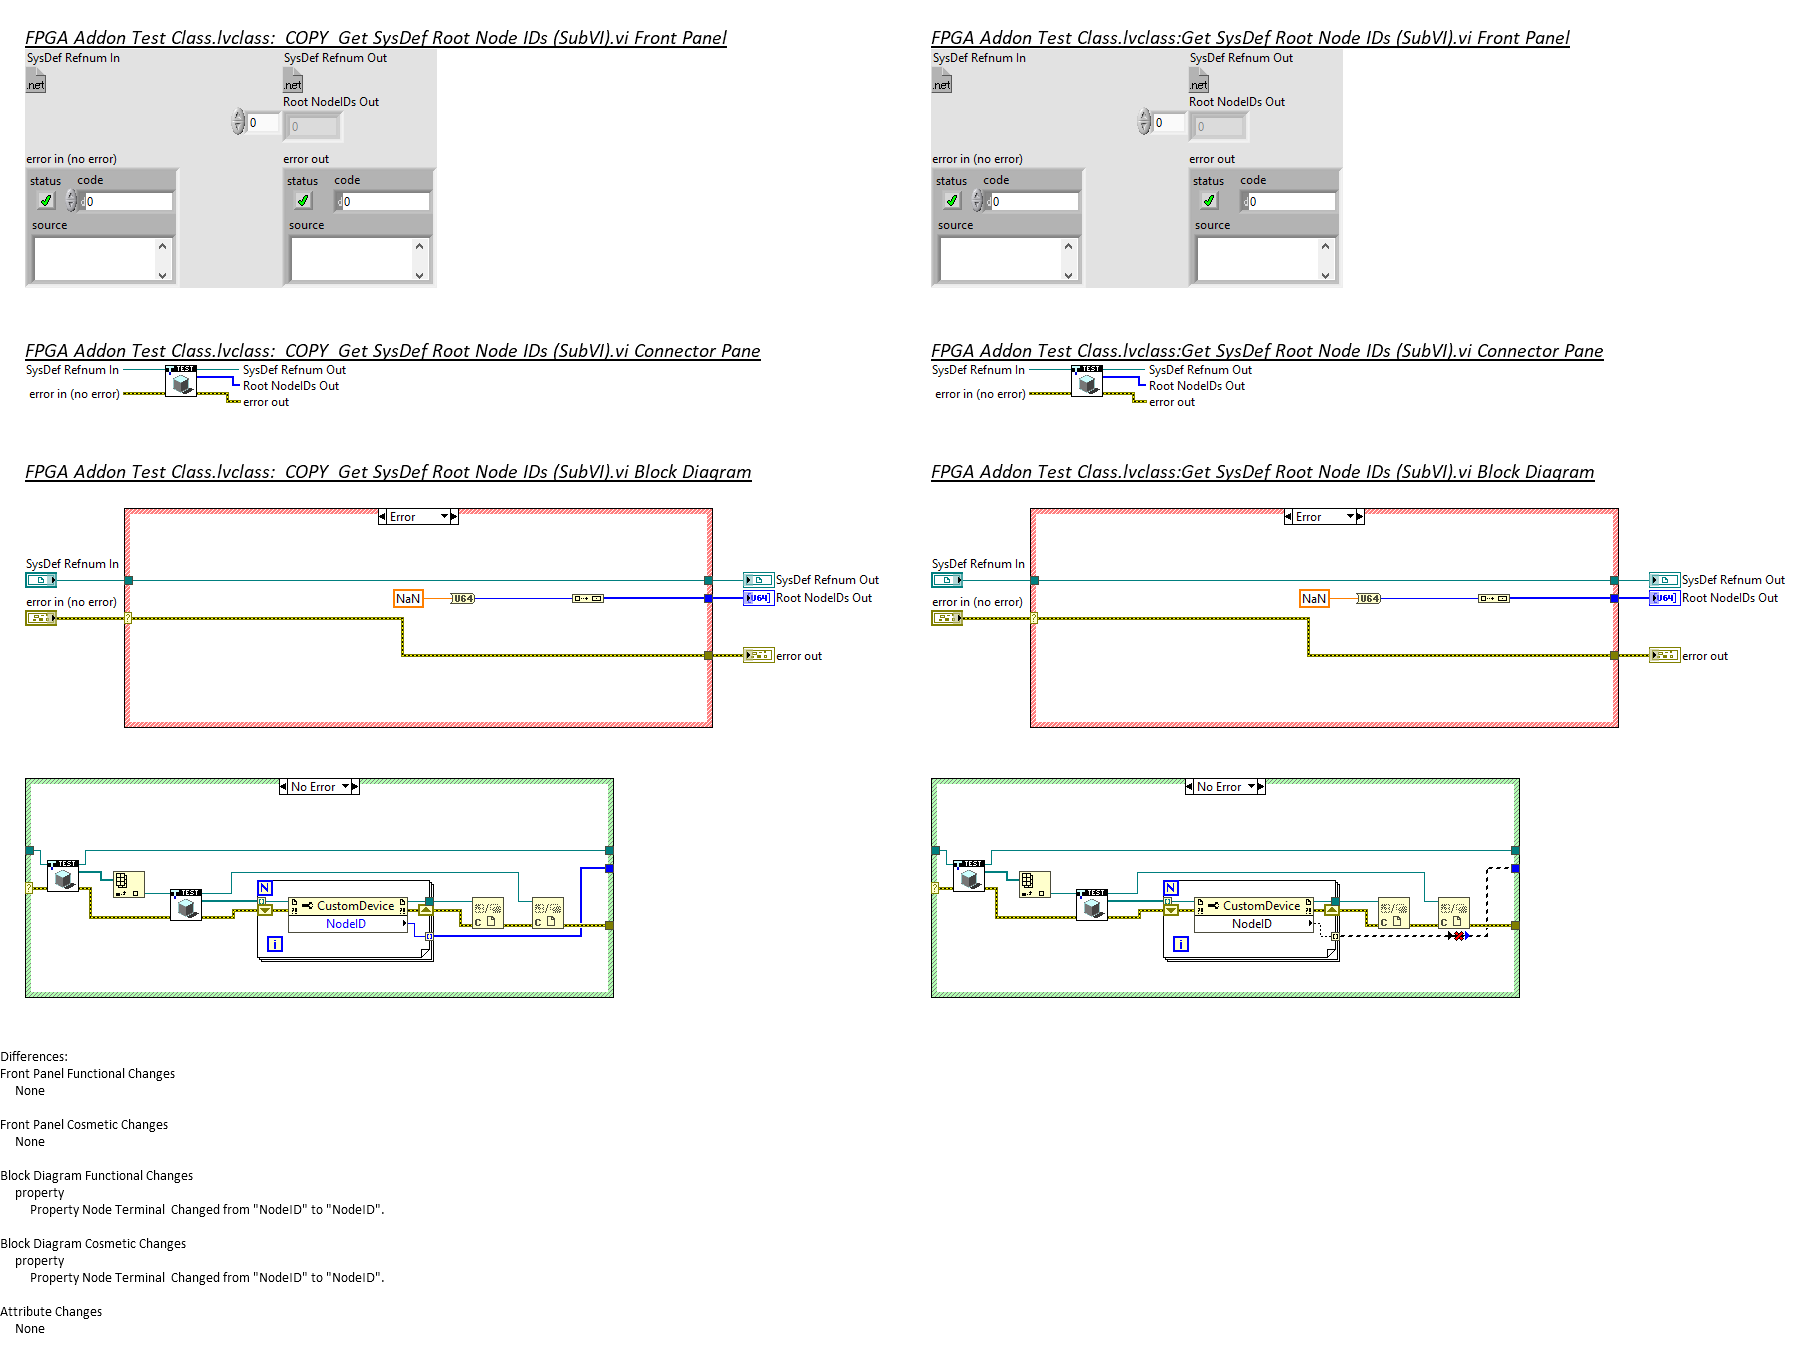 FPGA Addon Test Class.lvclass:  COPY  Get SysDef Root Node IDs (SubVI).vi Front Panel
SysDef Refnum In
SysDef Refnum Out
.net
.net
Root NodeIDs Out
0
0
error in (no error)
error out
status
code
status
code
0
0
source
source
FPGA Addon Test Class.lvclass:Get SysDef Root Node IDs (SubVI).vi Front Panel
SysDef Refnum In
SysDef Refnum Out
.net
.net
Root NodeIDs Out
0
0
error in (no error)
error out
status
code
status
code
0
0
source
source
FPGA Addon Test Class.lvclass:  COPY  Get SysDef Root Node IDs (SubVI).vi Connector Pane
SysDef Refnum In
TEST
SysDef Refnum Out
Root NodeIDs Out
error in (no error)
error out
FPGA Addon Test Class.lvclass:Get SysDef Root Node IDs (SubVI).vi Connector Pane
SysDef Refnum In
TEST
SysDef Refnum Out
Root NodeIDs Out
error in (no error)
error out
FPGA Addon Test Class.lvclass:  COPY  Get SysDef Root Node IDs (SubVI).vi Block Diagram
Error
SysDef Refnum In
SysDef Refnum Out
NaN
U64
U64
Root NodeIDs Out
error in (no error)
?
error out
No Error
TEST
?
TEST
N
CustomDevice
NodeID
i
C
C
FPGA Addon Test Class.lvclass:Get SysDef Root Node IDs (SubVI).vi Block Diagram
Error
SysDef Refnum In
SysDef Refnum Out
NaN
U64
U64
Root NodeIDs Out
error in (no error)
?
error out
No Error
TEST
?
TEST
N
CustomDevice
NodeID
i
C
C
Differences:
Front Panel Functional Changes
None
Front Panel Cosmetic Changes
None
Block Diagram Functional Changes
property
Property Node Terminal  Changed from "NodeID" to "NodeID".
Block Diagram Cosmetic Changes
property
Property Node Terminal  Changed from "NodeID" to "NodeID".
Attribute Changes
None